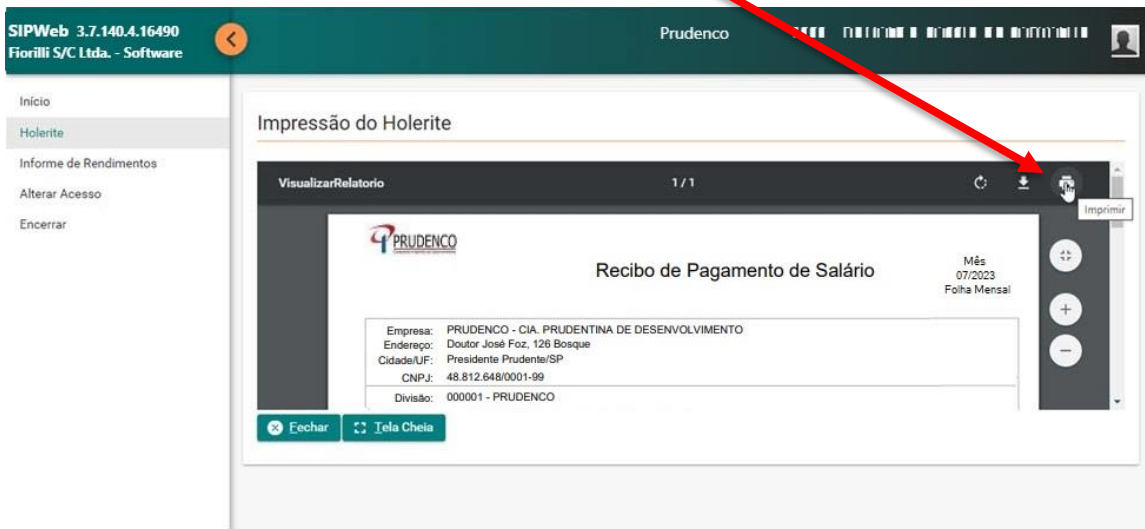 SIPWeb 3.7.140.4.16490
Fiorilli S/C Ltda. - Software
Prudenco
Início
Holerite
Informe de Rendimentos
Alterar Acesso
Encerrar
Impressão do Holerite
VisualizarRelatorio
1/1
Imprimir
PRUDENCO
Recibo de Pagamento de Salário
Mês
07/2023
Folha Mensal
Empresa: PRUDENCO - CIA. PRUDENTINA DE DESENVOLVIMENTO
Endereço: Doutor José Foz, 126 Bosque
Cidade/UF: Presidente Prudente/SP
CNPJ: 48.812.648/0001-99
Divisão: 000001 - PRUDENCO
Fechar
Tela Cheia